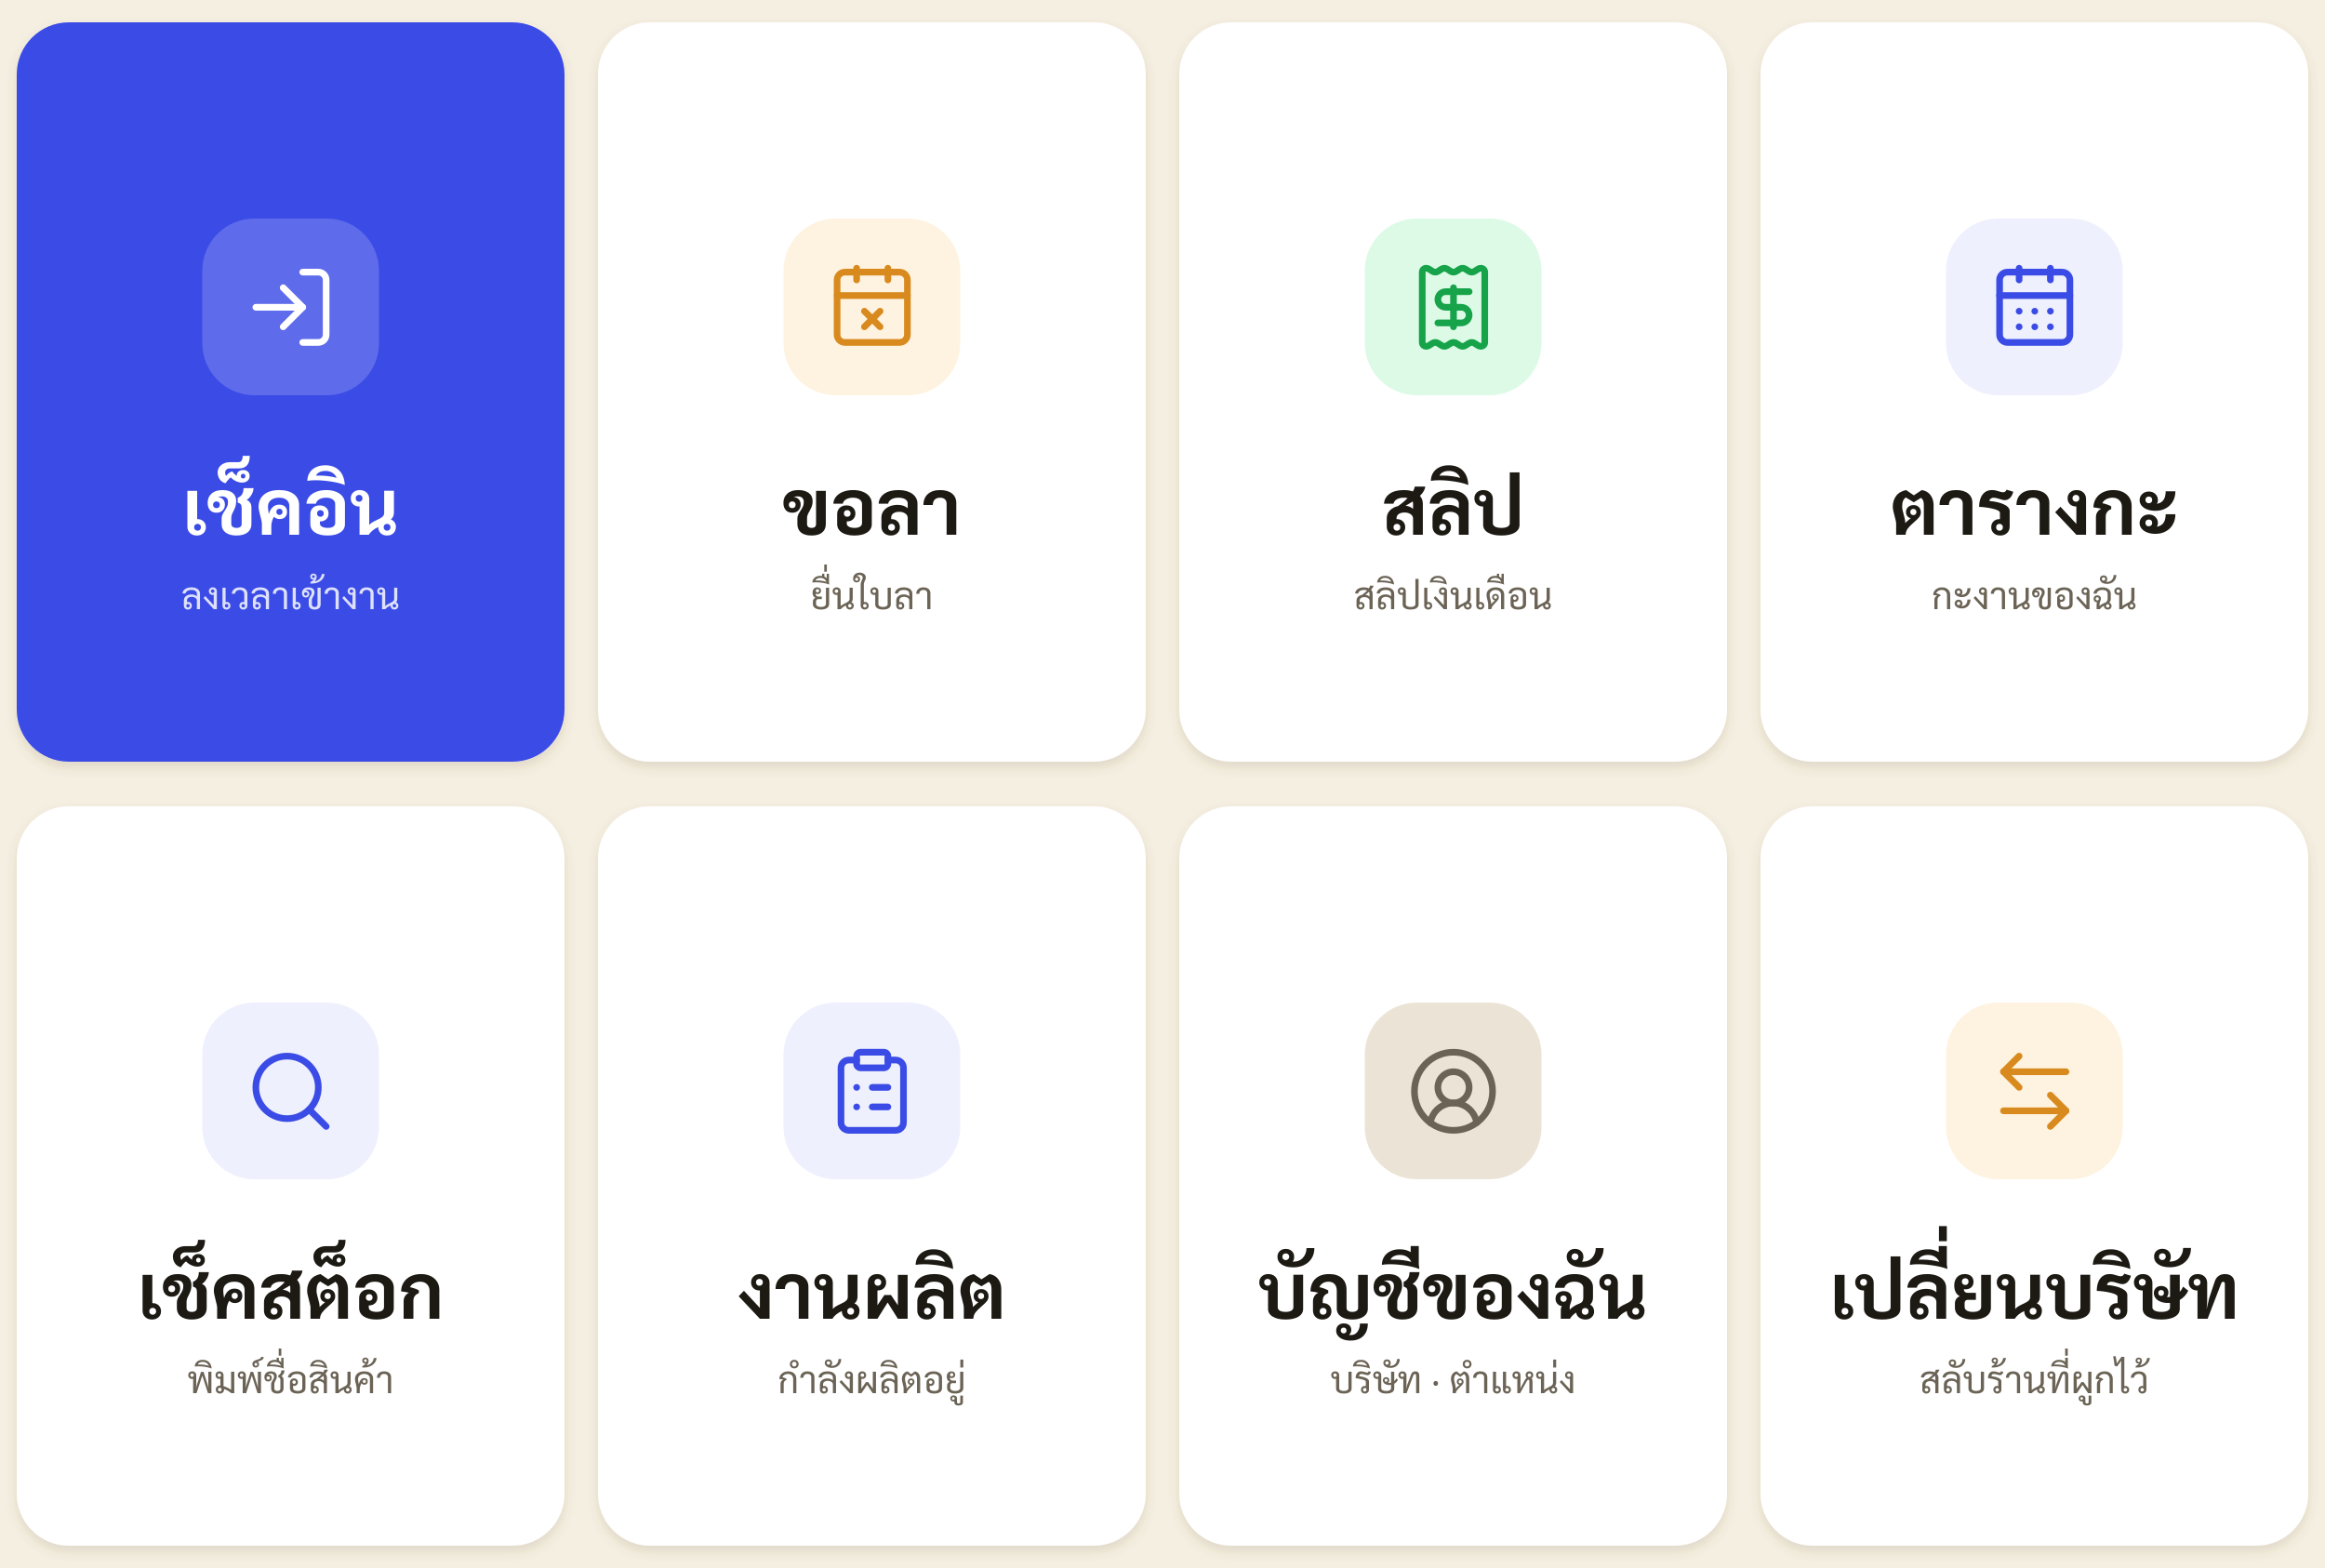 เช็คอิน
ลงเวลาเข้างาน
ขอลา
ยื่นใบลา
สลิป
สลิปเงินเดือน
ตารางกะ
กะงานของฉัน
เช็คสต็อก
พิมพ์ชื่อสินค้า
งานผลิต
กำลังผลิตอยู่
บัญชีของฉัน
บริษัท · ตำแหน่ง
เปลี่ยนบริษัท
สลับร้านที่ผูกไว้